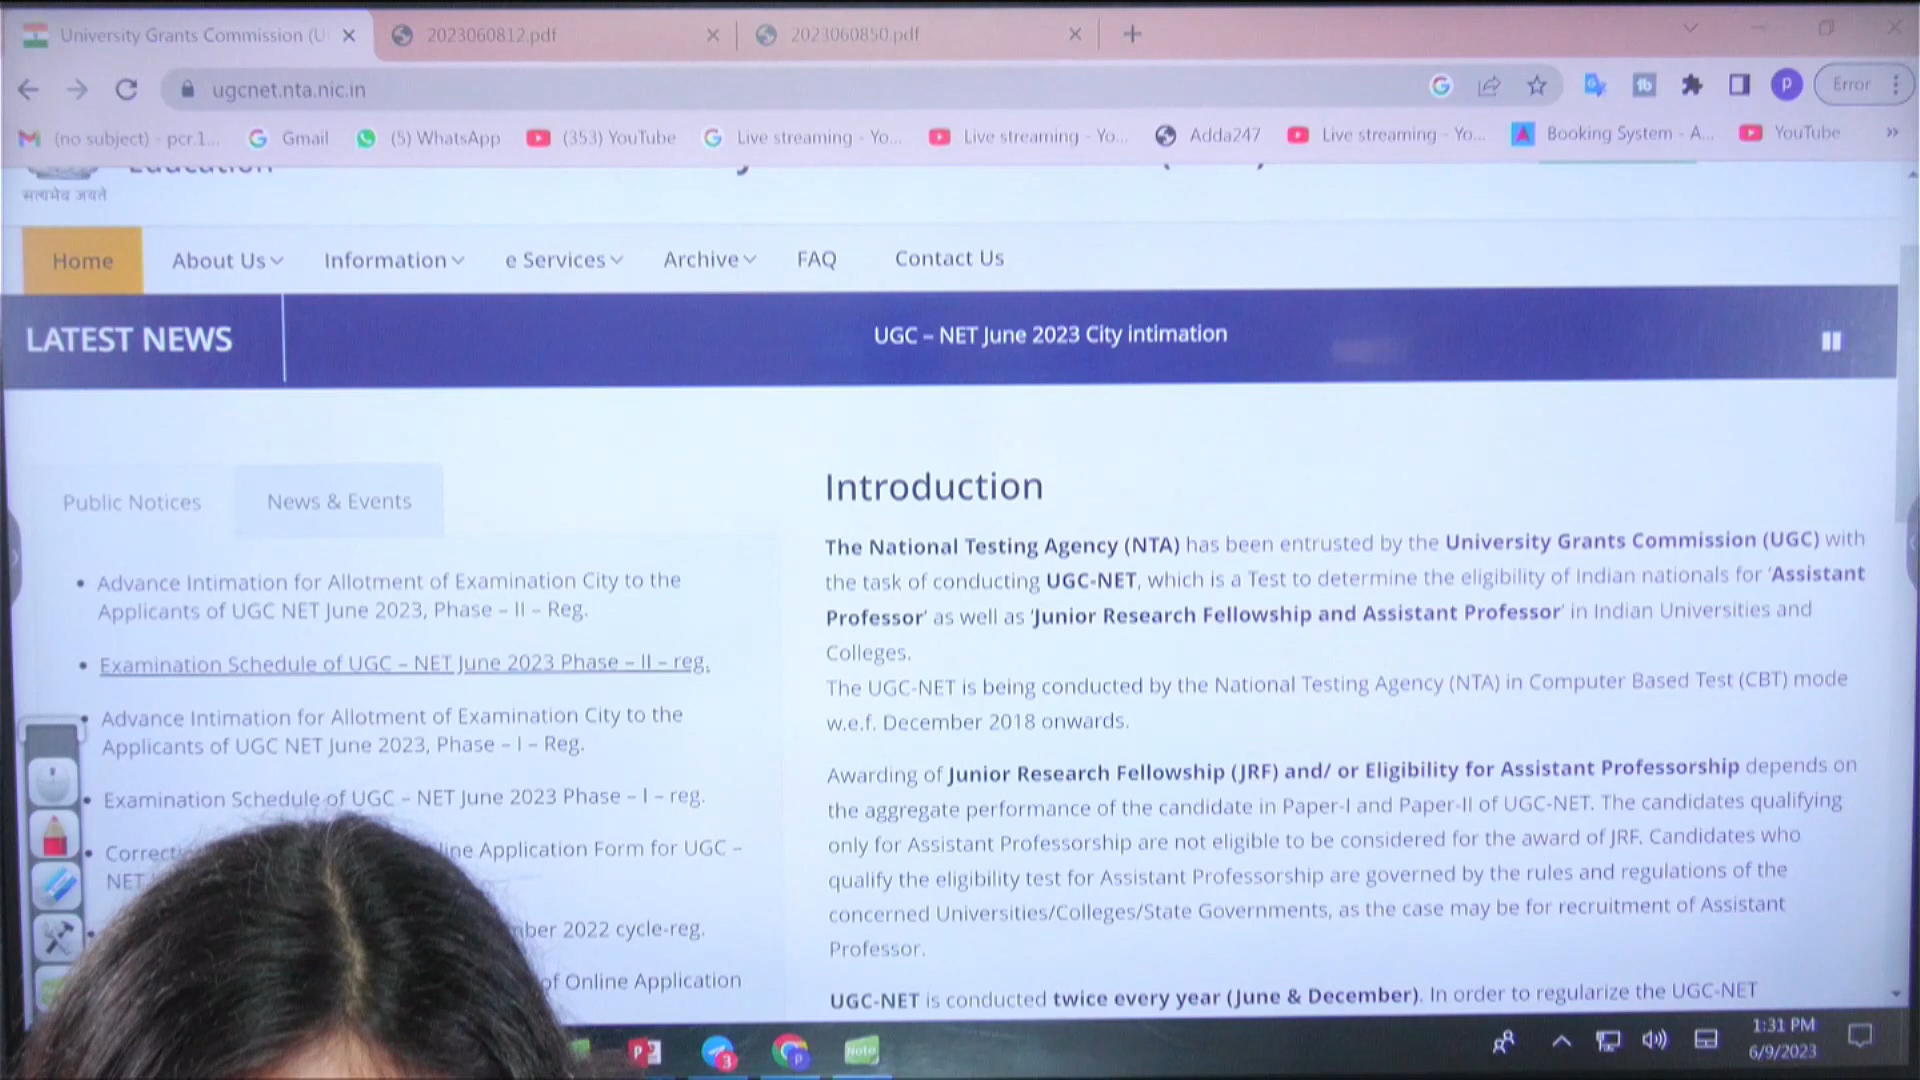 University Grants Commission (U
2023060812.pdf
2023060850.pdf
ugcnet.nta.nic.in
Error
(no subject) - pcr.1...
Gmail
(5) WhatsApp
(353) YouTube
Live streaming - Yo...
Live streaming - Yo...
Adda247
Live streaming - Yo...
Booking System - A...
YouTube
Education
सत्यमेव जयते
Home
About Us
Information
e Services
Archive
FAQ
Contact Us
LATEST NEWS
UGC – NET June 2023 City intimation
Public Notices
News & Events
Advance Intimation for Allotment of Examination City to the
Applicants of UGC NET June 2023, Phase – II – Reg.
Examination Schedule of UGC – NET June 2023 Phase – II – reg.
Advance Intimation for Allotment of Examination City to the
Applicants of UGC NET June 2023, Phase – I – Reg.
Examination Schedule of UGC – NET June 2023 Phase – I – reg.
Correct
line Application Form for UGC –
NET
mber 2022 cycle-reg.
of Online Application
Introduction
The National Testing Agency (NTA) has been entrusted by the University Grants Commission (UGC) with
the task of conducting UGC-NET, which is a Test to determine the eligibility of Indian nationals for 'Assistant
Professor' as well as 'Junior Research Fellowship and Assistant Professor' in Indian Universities and
Colleges.
The UGC-NET is being conducted by the National Testing Agency (NTA) in Computer Based Test (CBT) mode
w.e.f. December 2018 onwards.
Awarding of Junior Research Fellowship (JRF) and/ or Eligibility for Assistant Professorship depends on
the aggregate performance of the candidate in Paper-I and Paper-II of UGC-NET. The candidates qualifying
only for Assistant Professorship are not eligible to be considered for the award of JRF. Candidates who
qualify the eligibility test for Assistant Professorship are governed by the rules and regulations of the
concerned Universities/Colleges/State Governments, as the case may be for recruitment of Assistant
Professor.
UGC-NET is conducted twice every year (June & December). In order to regularize the UGC-NET
Note
1:31 PM
6/9/2023